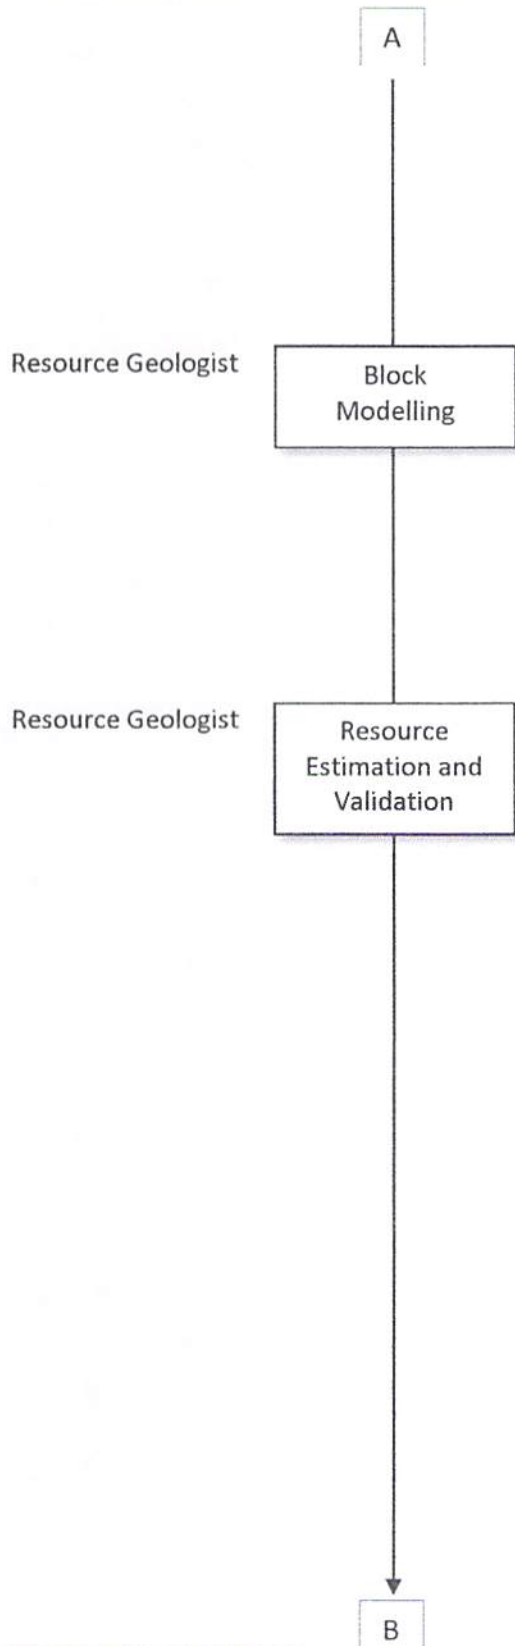 A
Resource Geologist
Block
Modelling
Resource Geologist
Resource
Estimation and
Validation
B